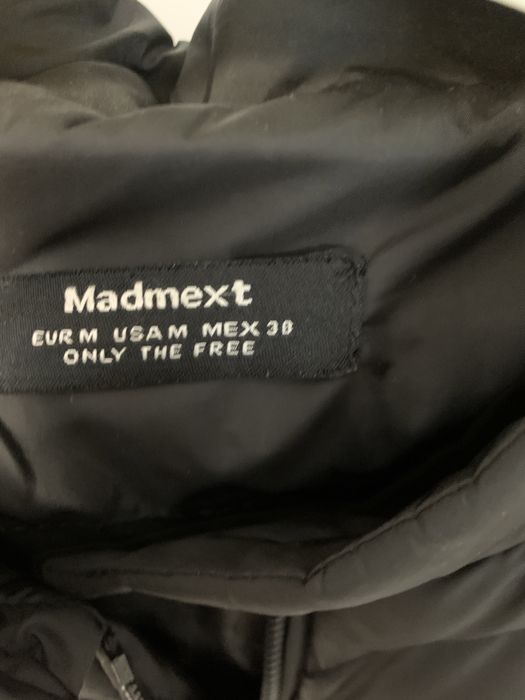 Madmext
EUR M USA M MEX 38
ONLY THE FREE